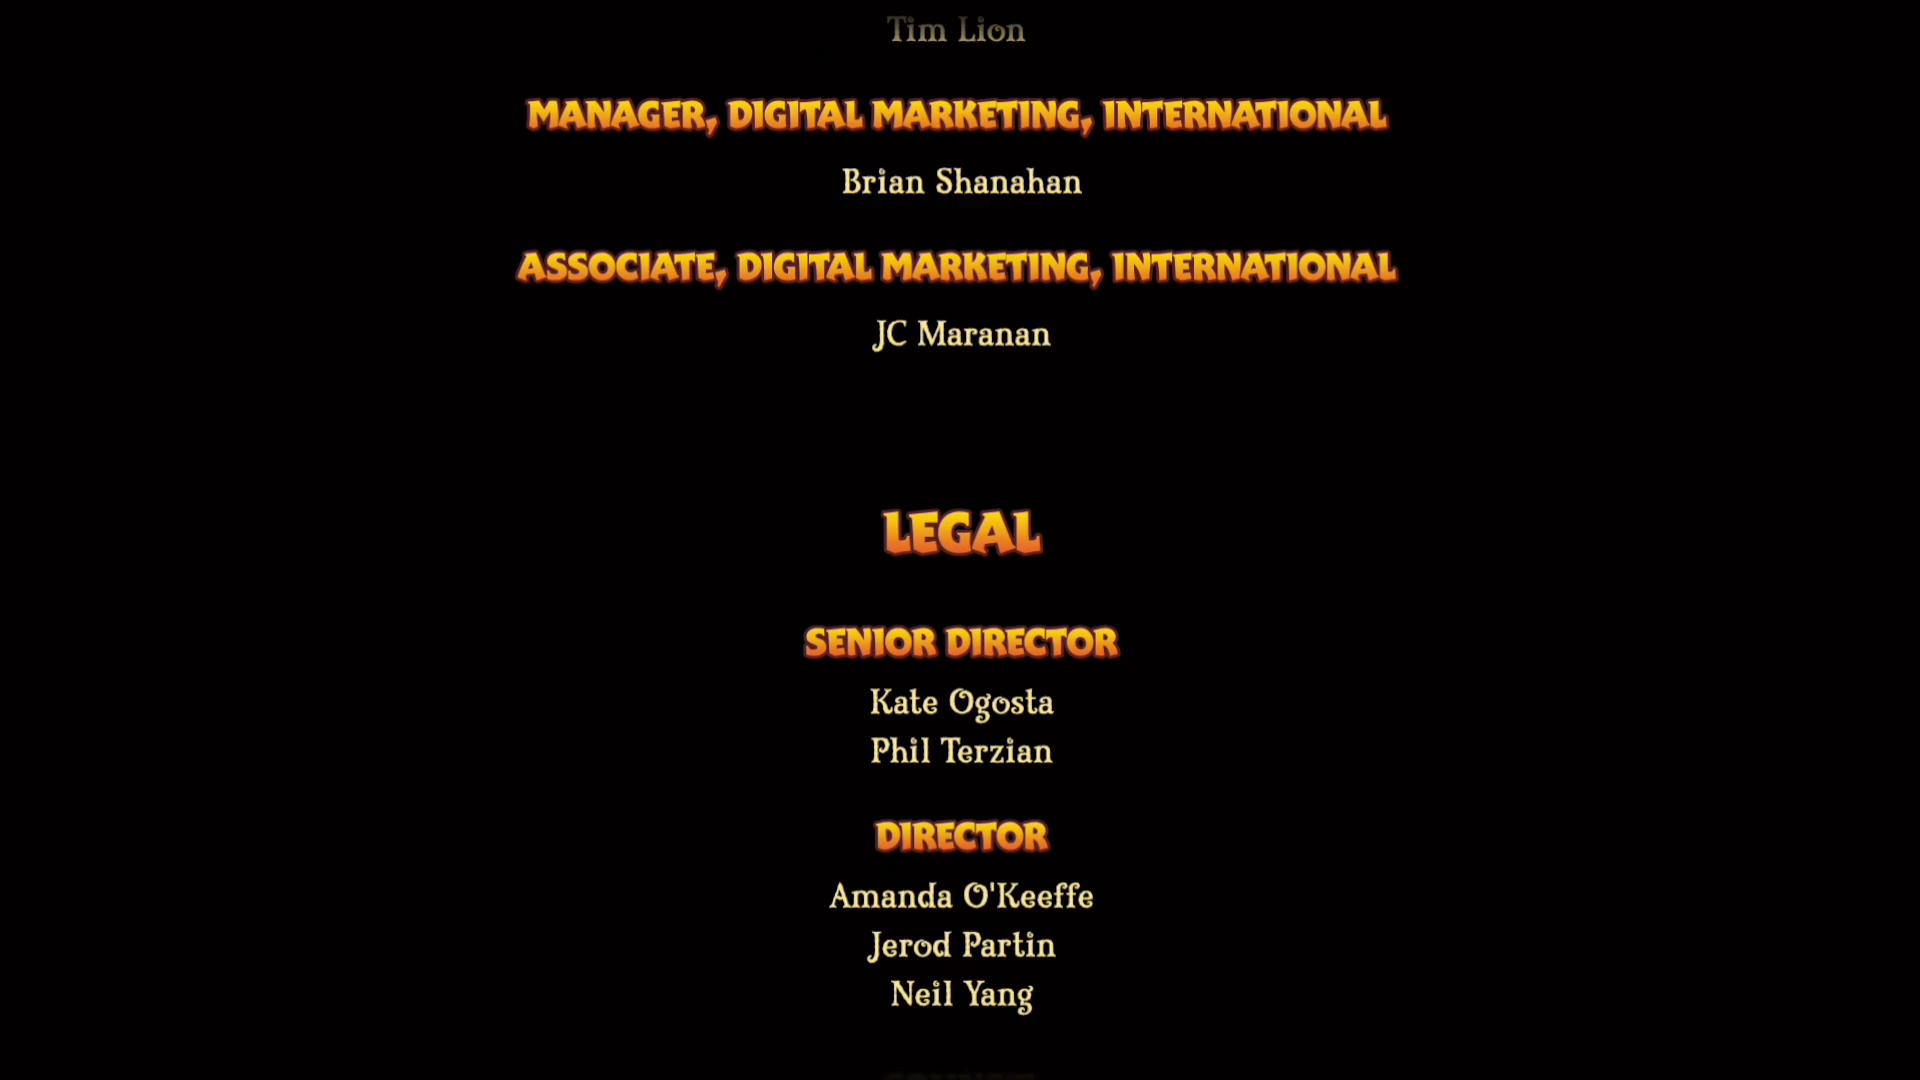 Tim Lion
MANAGER, DIGITAL MARKETING, INTERNATIONAL
Brian Shanahan
ASSOCIATE, DIGITAL MARKETING, INTERNATIONAL
JC Maranan
LEGAL
SENIOR DIRECTOR
Kate Ogosta
Phil Terzian
DIRECTOR
Amanda O'Keeffe
Jerod Partin
Neil Yang